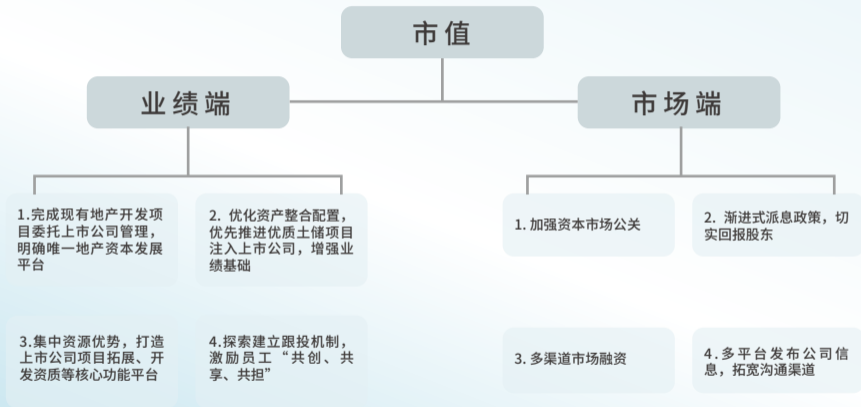 市值
业绩端
市场端
1.完成现有地产开发项
目委托上市公司管理，
明确唯一地产资本发展
平台
2. 优化资产整合配置，
优先推进优质土储项目
注入上市公司，增强业
绩基础
1. 加强资本市场公关
2. 渐进式派息政策，切
实回报股东
3.集中资源优势，打造
上市公司项目拓展、开
发资质等核心功能平台
4.探索建立跟投机制，
激励员工“共创、共
享、共担”
3. 多渠道市场融资
4.多平台发布公司信
息，拓宽沟通渠道